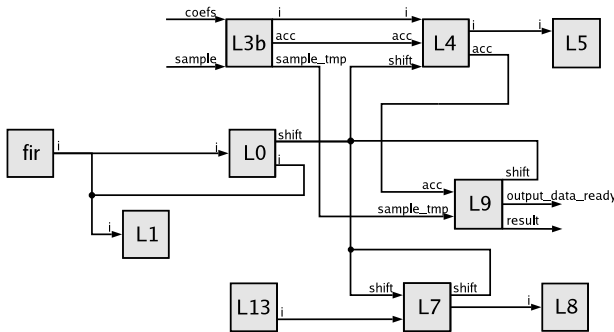 coefs i i i i
L3b L4 L5
acc acc acc
sample sample_tmp shift
shift
fir i i L0 i
shift
acc output_data_ready
i L1 sample_tmp L9 result
shift shift
L13 i L7 i L8